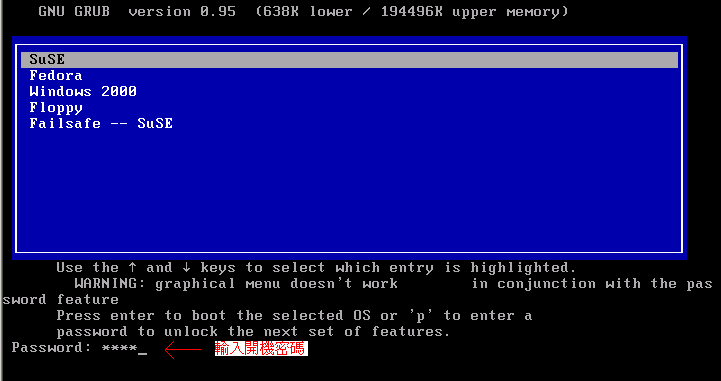 GNU GRUB version 0.95 (638K lower / 194496K upper memory)
SuSE
Fedora
Windows 2000
Floppy
Failsafe -- SuSE
Use the ↑ and ↓ keys to select which entry is highlighted.
WARNING: graphical menu doesn't work in conjunction with the pas
sword feature
Press enter to boot the selected OS or 'p' to enter a
password to unlock the next set of features.
Password: ****_ 輸入開機密碼